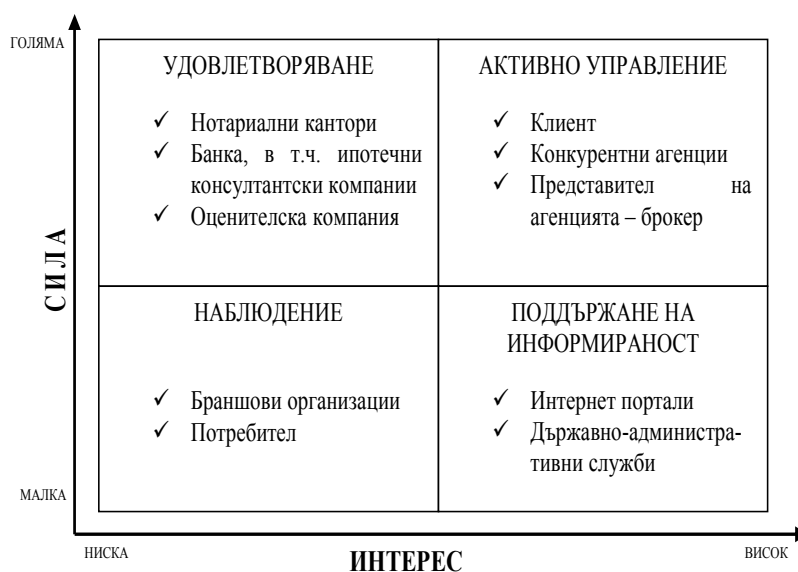 ГОЛЯМА
УДОВЛЕТВОРЯВАНЕ
✓ Нотариални кантори
✓ Банка, в т.ч. ипотечни
консултантски компании
✓ Оценителска компания
АКТИВНО УПРАВЛЕНИЕ
✓ Клиент
✓ Конкурентни агенции
✓ Представител на
агенцията – брокер
СИЛА
НАБЛЮДЕНИЕ
✓ Браншови организации
✓ Потребител
ПОДДЪРЖАНЕ НА
ИНФОРМИРАНОСТ
✓ Интернет портали
✓ Държавно-администра-
тивни служби
МАЛКА
НИСКА
ИНТЕРЕС
ВИСОК